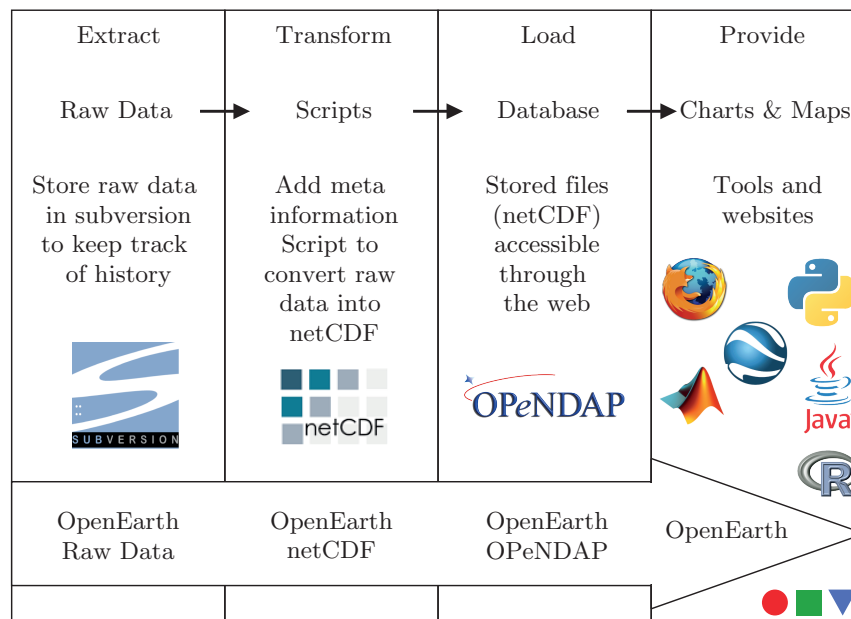 Extract
Transform
Load
Provide
Raw Data
Scripts
Database
Charts & Maps
Store raw data
in subversion
to keep track
of history
Add meta
information
Script to
convert raw
data into
netCDF
Stored files
(netCDF)
accessible
through
the web
Tools and
websites
SUBVERSION
netCDF
OPeNDAP
Java
R
OpenEarth
Raw Data
OpenEarth
netCDF
OpenEarth
OPeNDAP
OpenEarth